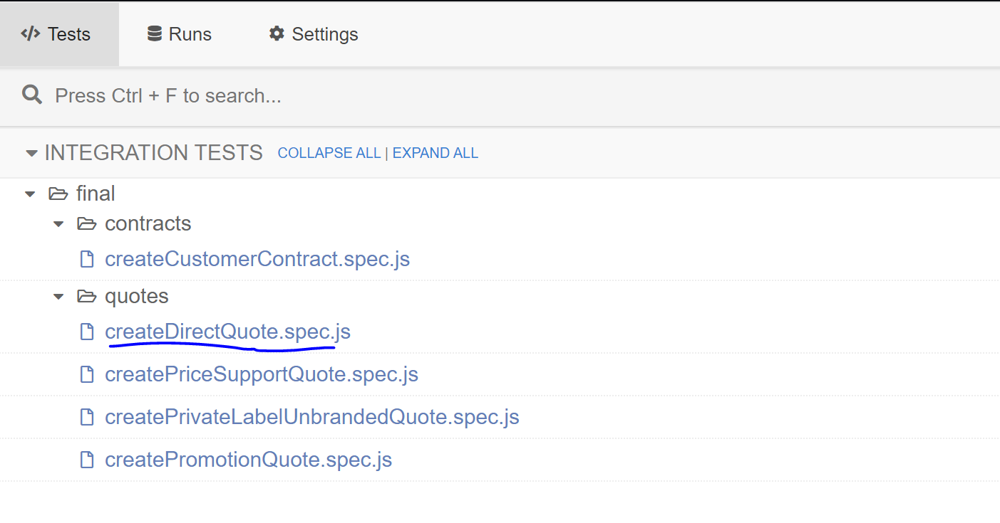 Tests Runs Settings
Press Ctrl + F to search...
INTEGRATION TESTS COLLAPSE ALL | EXPAND ALL
final
contracts
createCustomerContract.spec.js
quotes
createDirectQuote.spec.js
createPriceSupportQuote.spec.js
createPrivateLabelUnbrandedQuote.spec.js
createPromotionQuote.spec.js